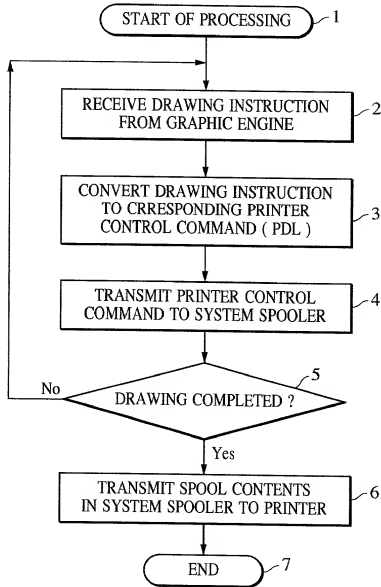 START OF PROCESSING
1
RECEIVE DRAWING INSTRUCTION
FROM GRAPHIC ENGINE
2
CONVERT DRAWING INSTRUCTION
TO CRRESPONDING PRINTER
CONTROL COMMAND ( PDL )
3
TRANSMIT PRINTER CONTROL
COMMAND TO SYSTEM SPOOLER
4
5
No
DRAWING COMPLETED ?
Yes
TRANSMIT SPOOL CONTENTS
IN SYSTEM SPOOLER TO PRINTER
6
END
7